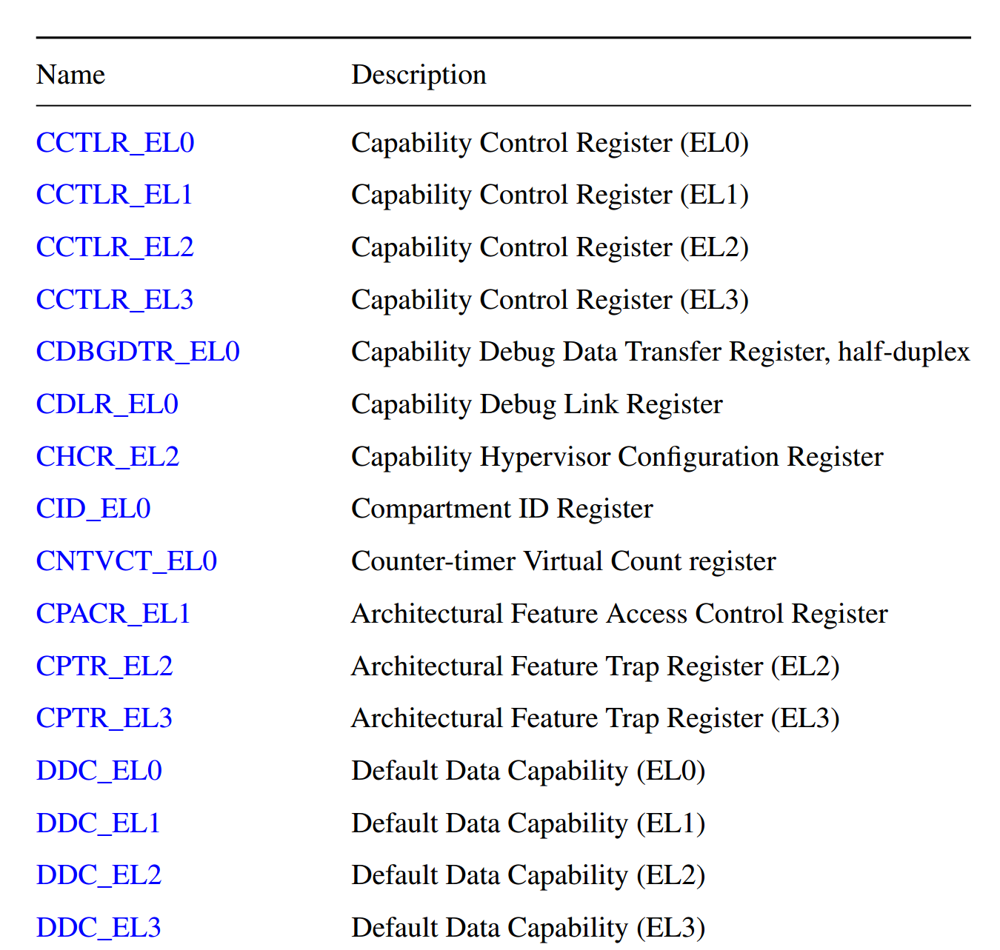 Name Description
CCTLR_EL0 Capability Control Register (EL0)
CCTLR_EL1 Capability Control Register (EL1)
CCTLR_EL2 Capability Control Register (EL2)
CCTLR_EL3 Capability Control Register (EL3)
CDBGDTR_EL0 Capability Debug Data Transfer Register, half-duplex
CDLR_EL0 Capability Debug Link Register
CHCR_EL2 Capability Hypervisor Configuration Register
CID_EL0 Compartment ID Register
CNTVCT_EL0 Counter-timer Virtual Count register
CPACR_EL1 Architectural Feature Access Control Register
CPTR_EL2 Architectural Feature Trap Register (EL2)
CPTR_EL3 Architectural Feature Trap Register (EL3)
DDC_EL0 Default Data Capability (EL0)
DDC_EL1 Default Data Capability (EL1)
DDC_EL2 Default Data Capability (EL2)
DDC_EL3 Default Data Capability (EL3)